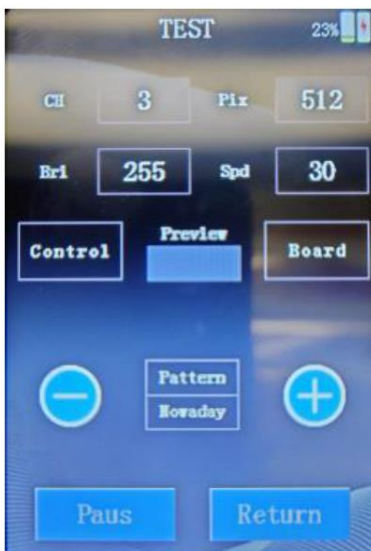 TEST 23%
CH 3 Pix 512
Bri 255 Spd 30
Preview
Control Board
Pattern
Nowaday
Paus Return